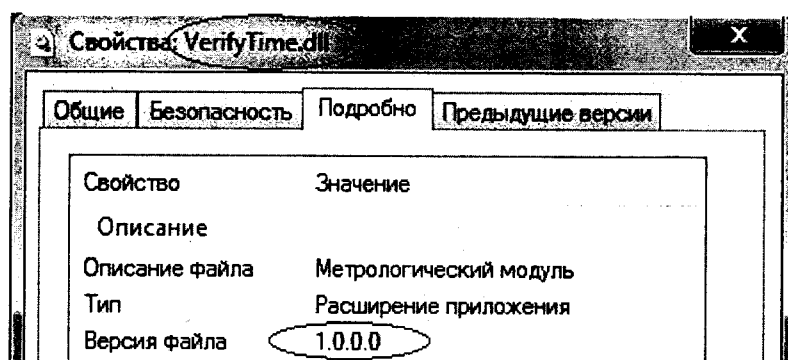 Свойства: VerifyTime.dll
X
Общие Безопасность Подробно Предыдущие версии
Свойство Значение
Описание
Описание файла Метрологический модуль
Тип Расширение приложения
Версия файла 1.0.0.0